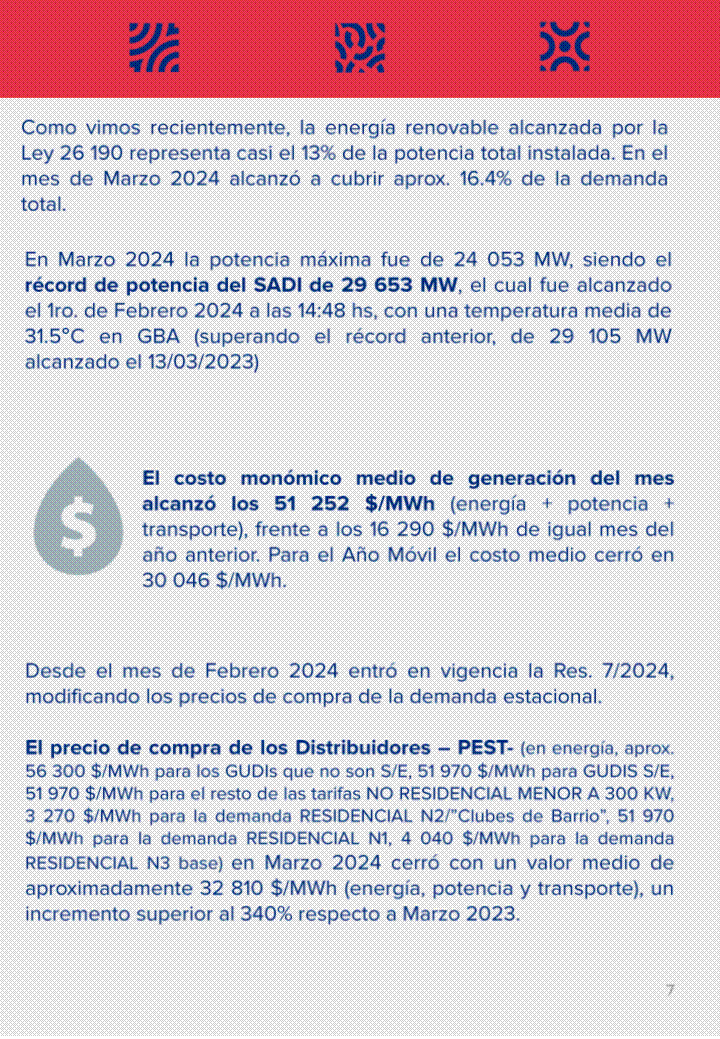 Como vimos recientemente, la energía renovable alcanzada por la
Ley 26 190 representa casi el 13% de la potencia total instalada. En el
mes de Marzo 2024 alcanzó a cubrir aprox. 16.4% de la demanda
total.
En Marzo 2024 la potencia máxima fue de 24 053 MW, siendo el
récord de potencia del SADI de 29 653 MW, el cual fue alcanzado
el 1ro. de Febrero 2024 a las 14:48 hs, con una temperatura media de
31.5°C en GBA (superando el récord anterior, de 29 105 MW
alcanzado el 13/03/2023)
$
El costo monómico medio de generación del mes
alcanzó los 51 252 $/MWh (energía + potencia +
transporte), frente a los 16 290 $/MWh de igual mes del
año anterior. Para el Año Móvil el costo medio cerró en
30 046 $/MWh.
Desde el mes de Febrero 2024 entró en vigencia la Res. 7/2024,
modificando los precios de compra de la demanda estacional.
El precio de compra de los Distribuidores – PEST- (en energía, aprox.
56 300 $/MWh para los GUDIs que no son S/E, 51 970 $/MWh para GUDIS S/E,
51 970 $/MWh para el resto de las tarifas NO RESIDENCIAL MENOR A 300 KW,
3 270 $/MWh para la demanda RESIDENCIAL N2/"Clubes de Barrio", 51 970
$/MWh para la demanda RESIDENCIAL N1, 4 040 $/MWh para la demanda
RESIDENCIAL N3 base) en Marzo 2024 cerró con un valor medio de
aproximadamente 32 810 $/MWh (energía, potencia y transporte), un
incremento superior al 340% respecto a Marzo 2023.
7